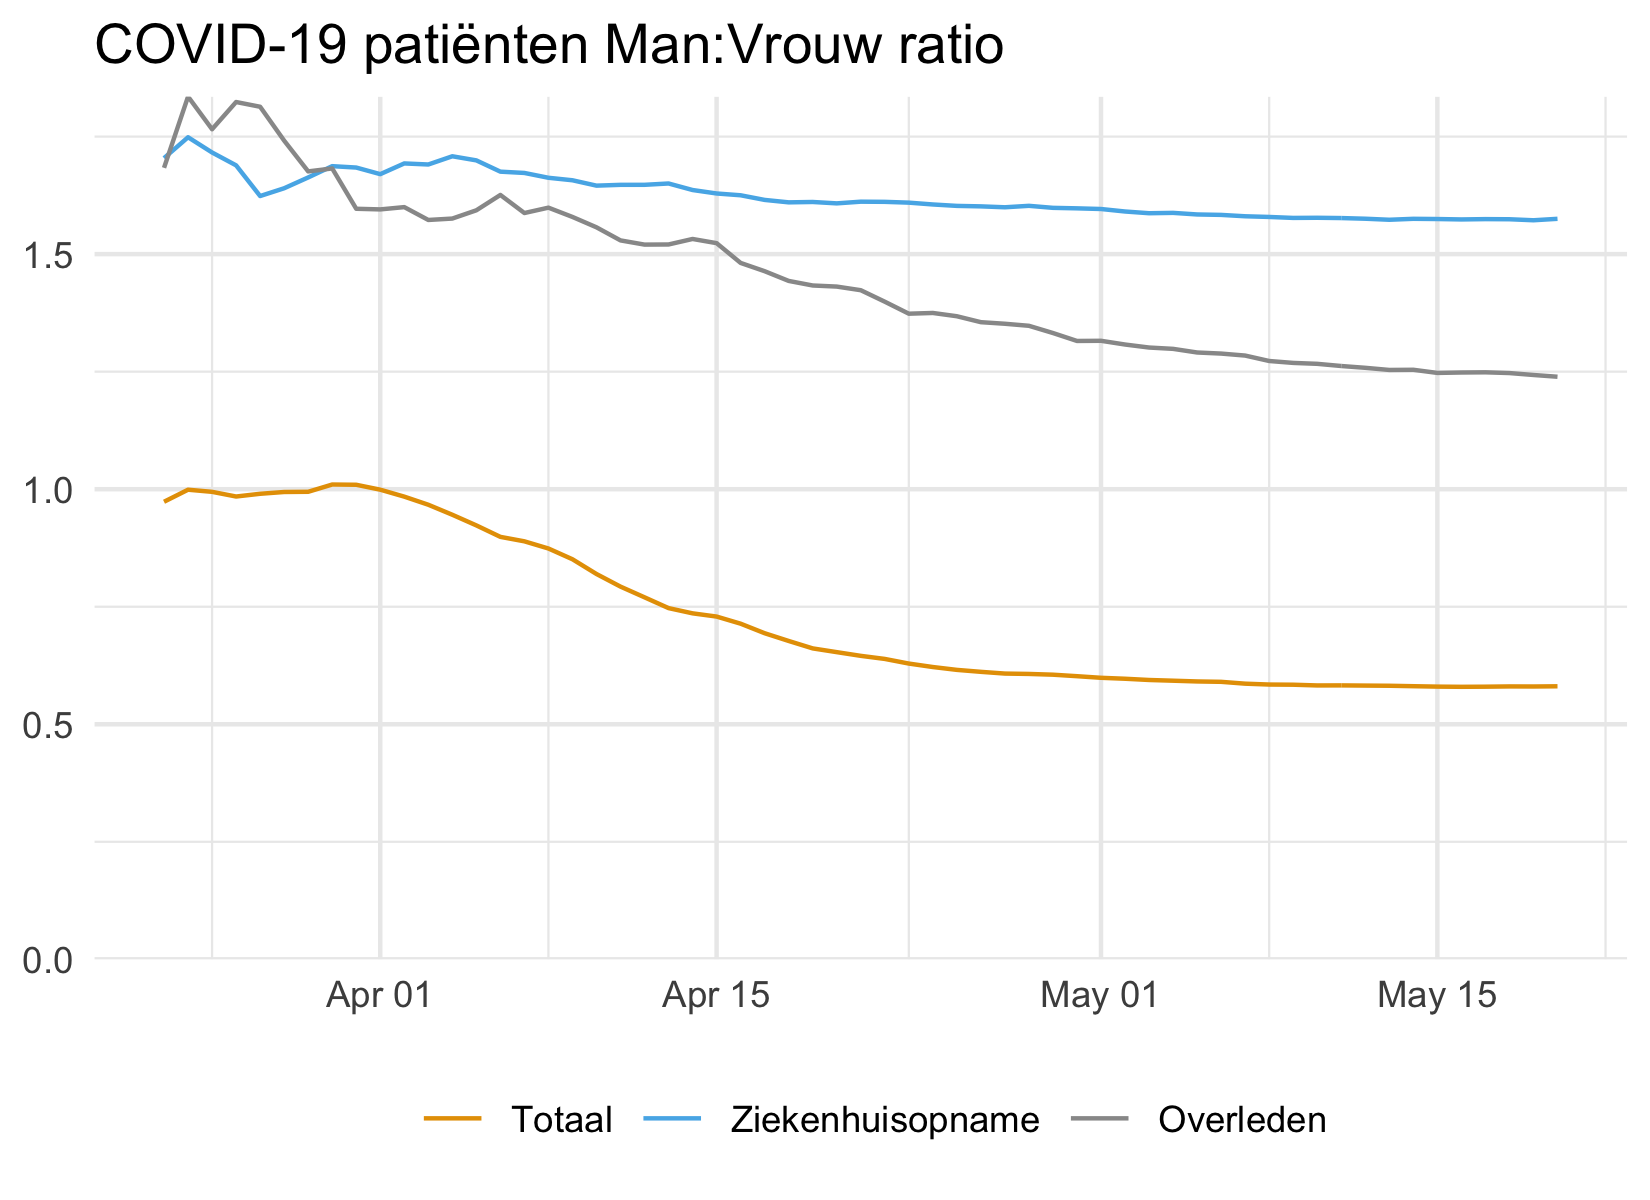 COVID-19 patiënten Man:Vrouw ratio
1.5
1.0
0.5
0.0
Apr 01 Apr 15 May 01 May 15
Totaal Ziekenhuisopname Overleden